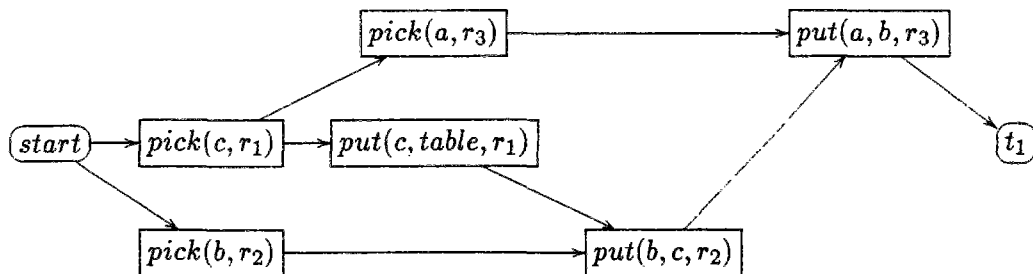 pick(a, r₃)
put(a, b, r₃)
start
pick(c, r₁)
put(c, table, r₁)
t₁
pick(b, r₂)
put(b, c, r₂)